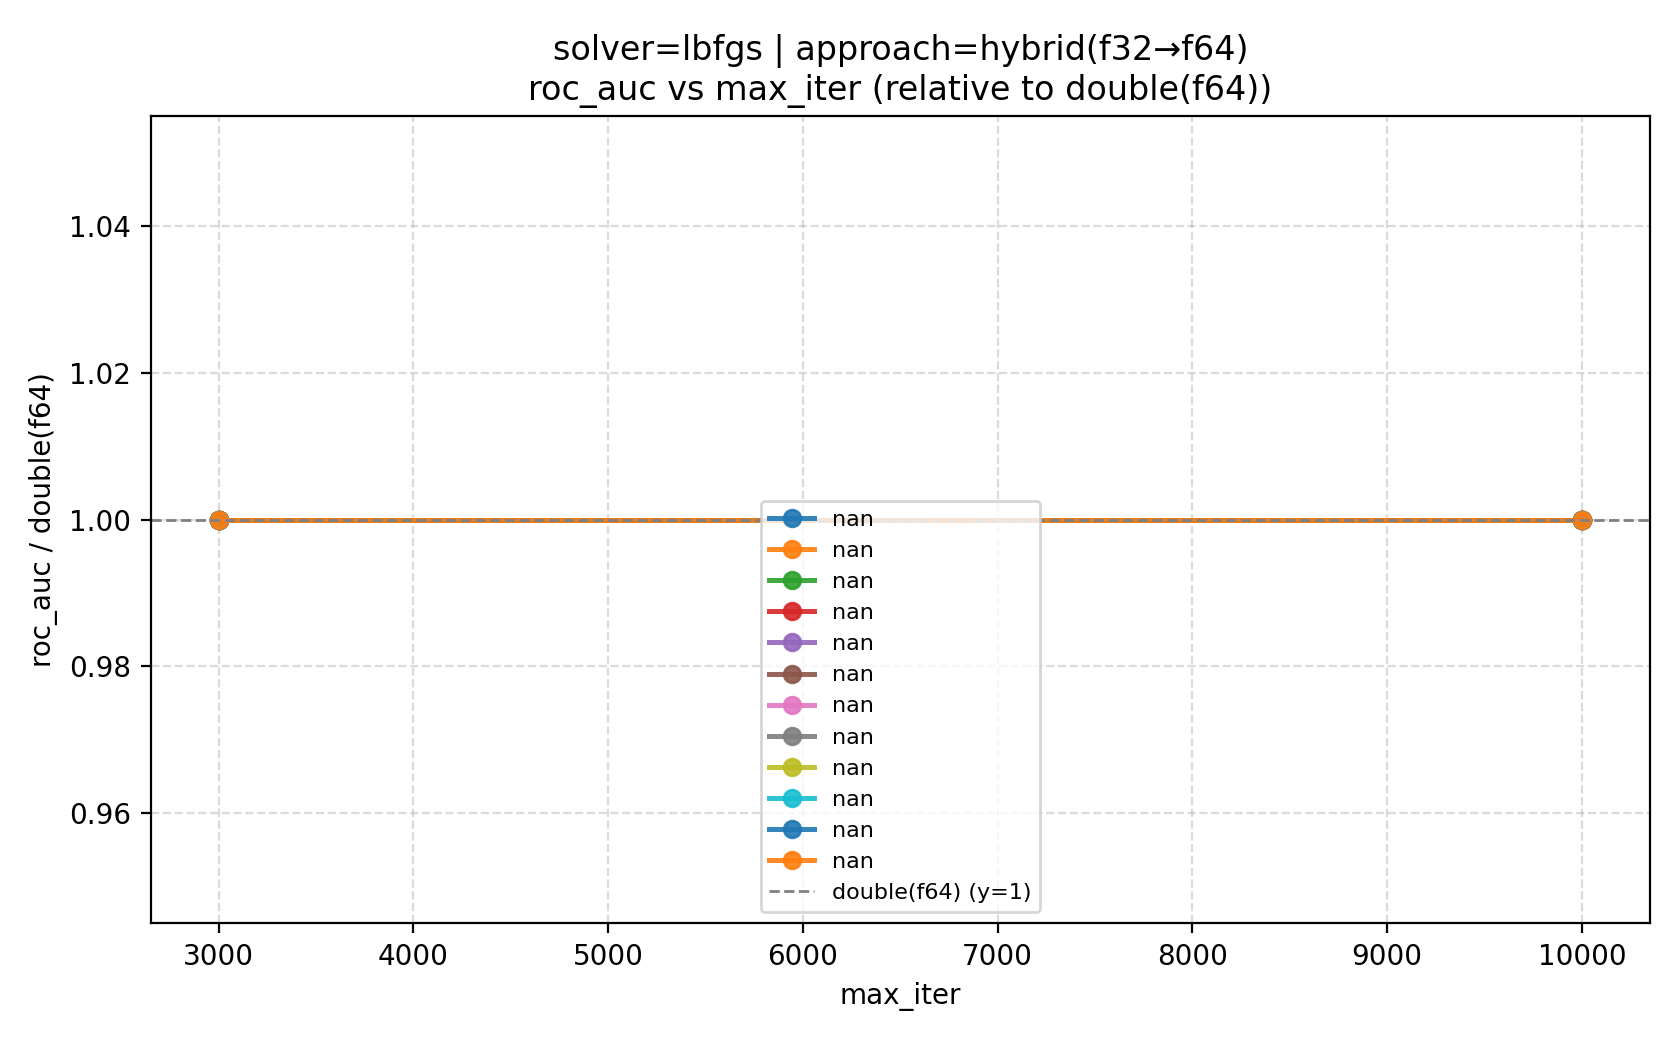 solver=lbfgs | approach=hybrid(f32→f64)
roc_auc vs max_iter (relative to double(f64))
roc_auc / double(f64)
1.04
1.02
1.00
0.98
0.96
nan
nan
nan
nan
nan
nan
nan
nan
nan
nan
nan
nan
double(f64) (y=1)
3000 4000 5000 6000 7000 8000 9000 10000
max_iter